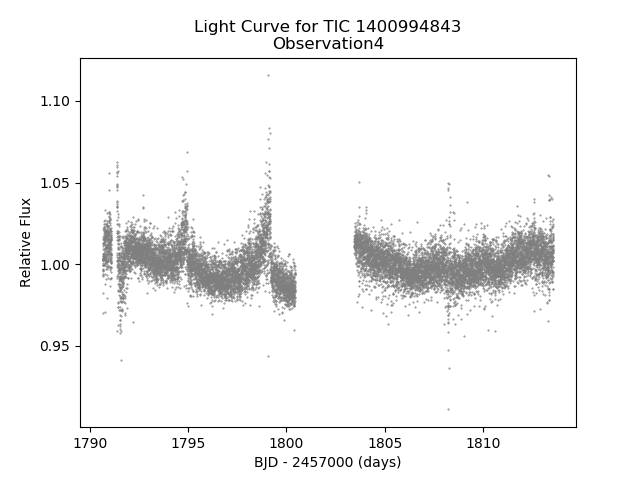 Light Curve for TIC 1400994843
Observation4
1.10
1.05
1.00
0.95
Relative Flux
1790
1795
1800
1805
1810
BJD - 2457000 (days)